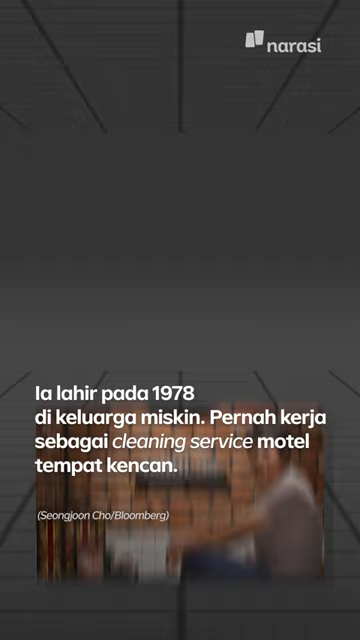 narasi
Ia lahir pada 1978
di keluarga miskin. Pernah kerja
sebagai cleaning service motel
tempat kencan.
(Seongjoon Cho/Bloomberg)